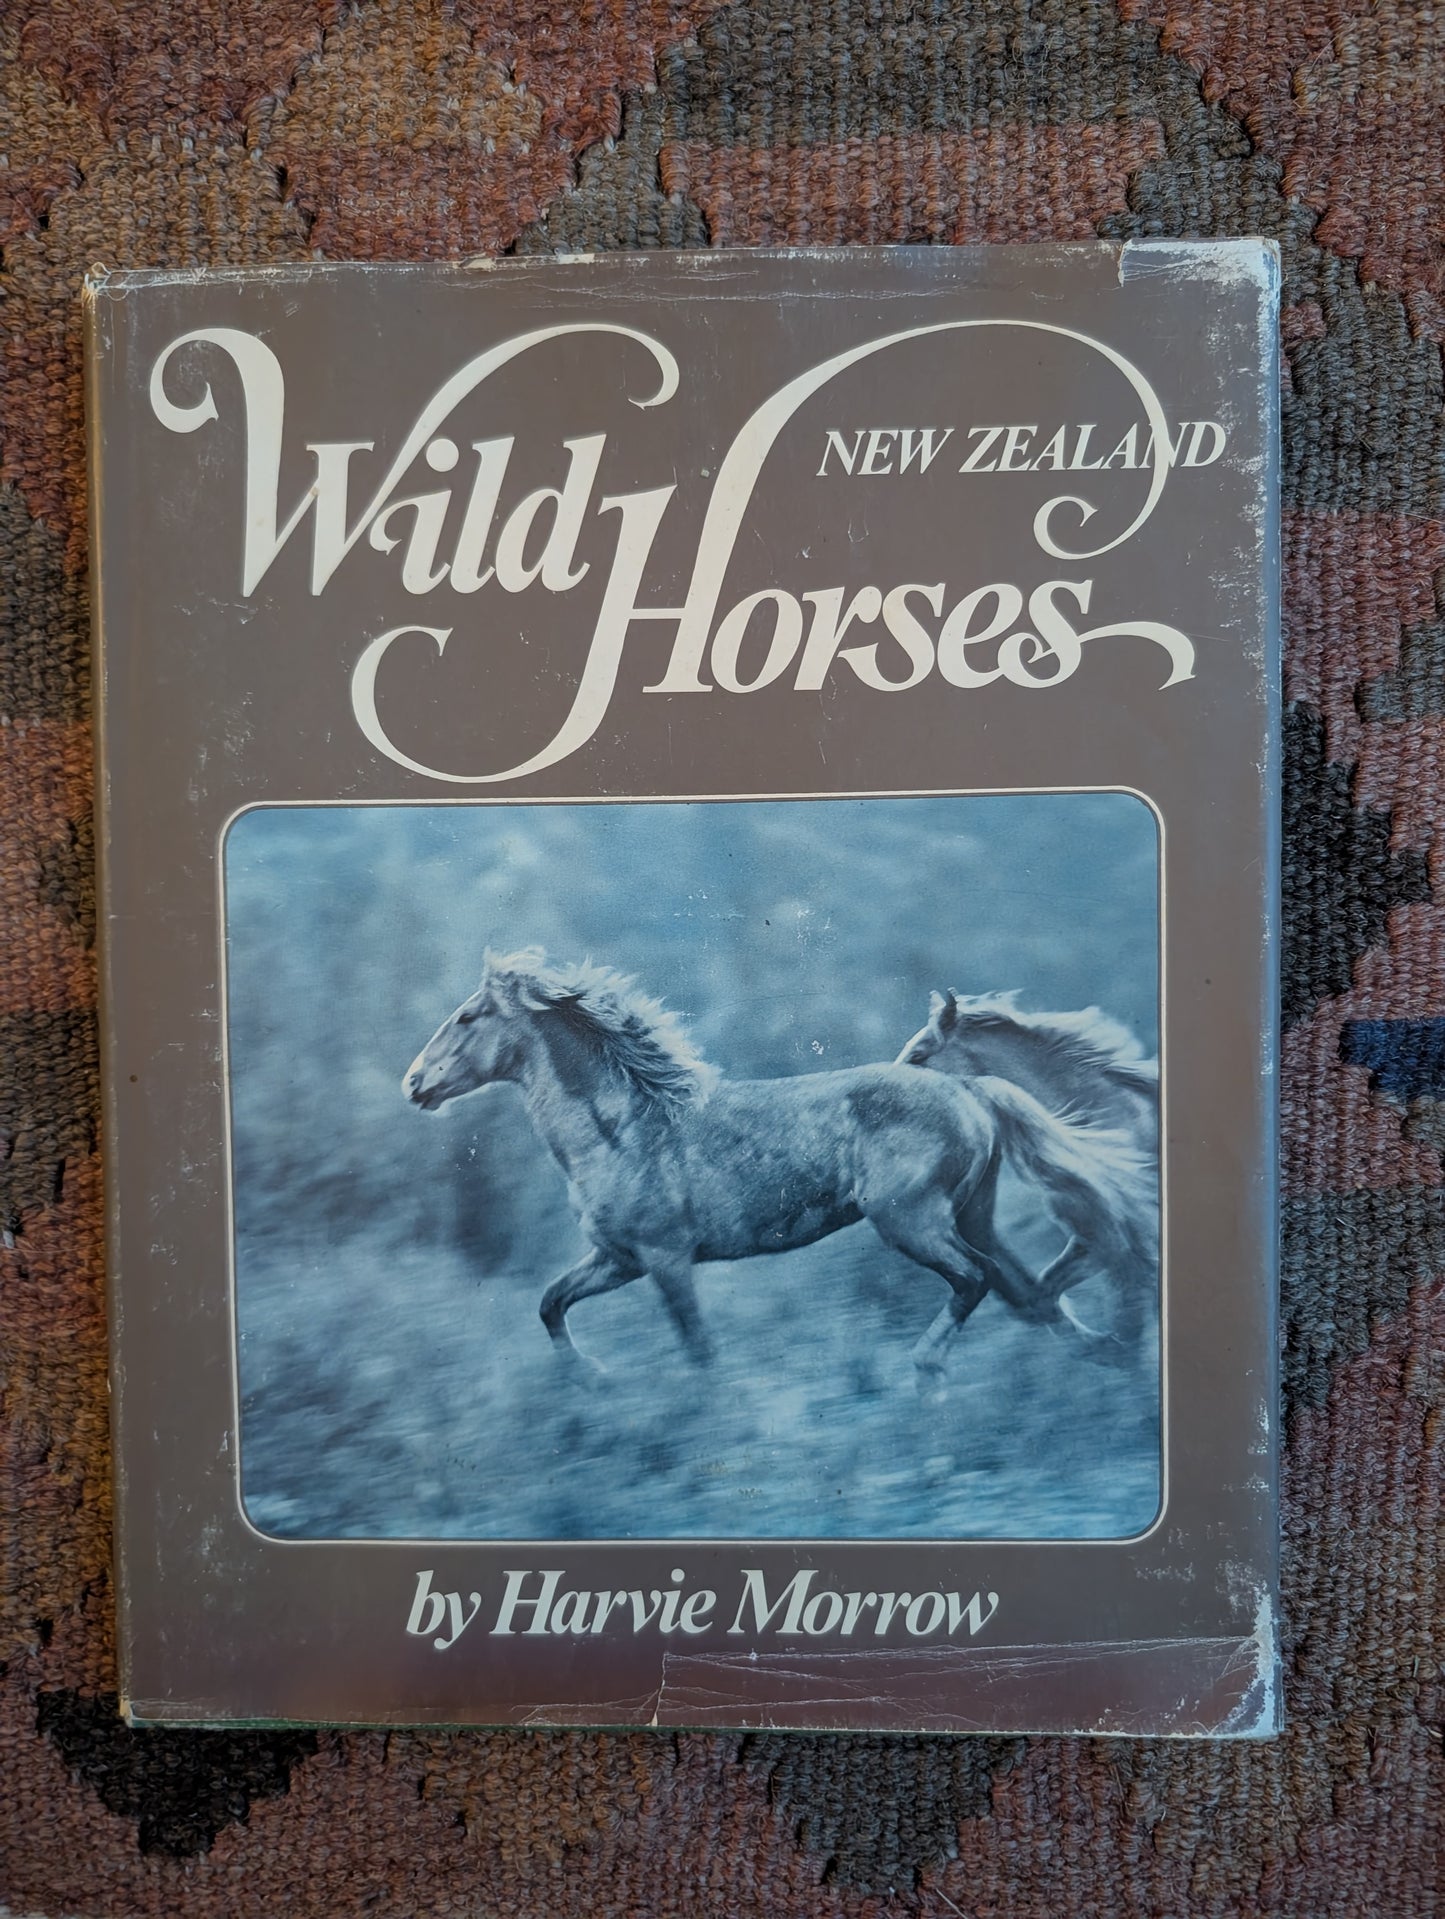 NEW ZEALAND
Wild
Horses
by Harvie Morrow